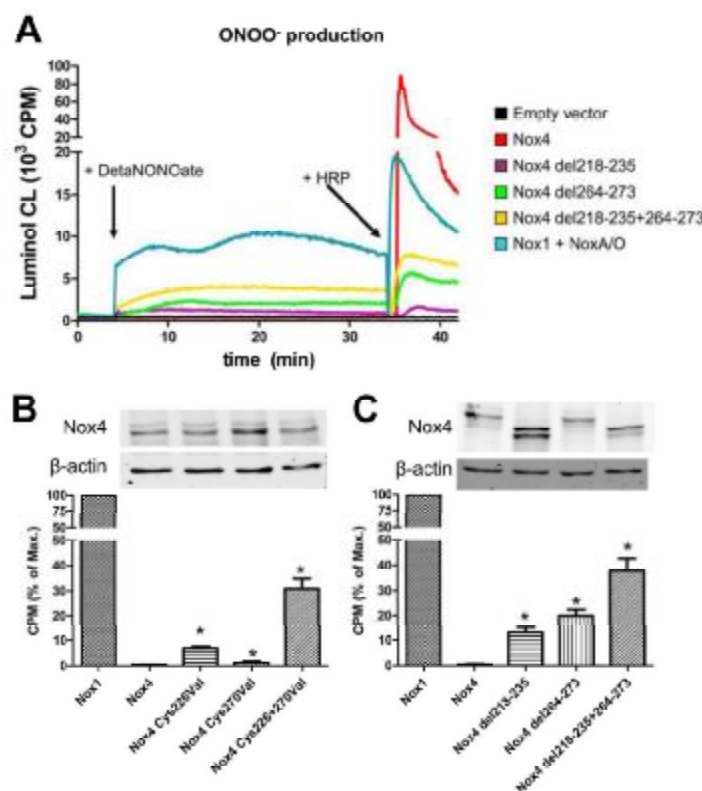 A
ONOO⁻ production
Luminol CL (10³ CPM)
100
80
60
40
20
20
15
10
5
0
+ DetaNONCate
+ HRP
0
10
20
30
40
time (min)
Empty vector
Nox4
Nox4 del218-235
Nox4 del264-273
Nox4 del218-235+264-273
Nox1 + NoxA/O
B
Nox4
β-actin
CPM (% of Max.)
100
75
50
50
40
30
20
10
0
*
*
*
Nox1
Nox4
Nox4 Cys226Val
Nox4 Cys270Val
Nox4 Cys226+270Val
C
Nox4
β-actin
CPM (% of Max.)
100
75
50
50
40
30
20
10
0
*
*
*
Nox1
Nox4
Nox4 del218-235
Nox4 del264-273
Nox4 del218-235+264-273